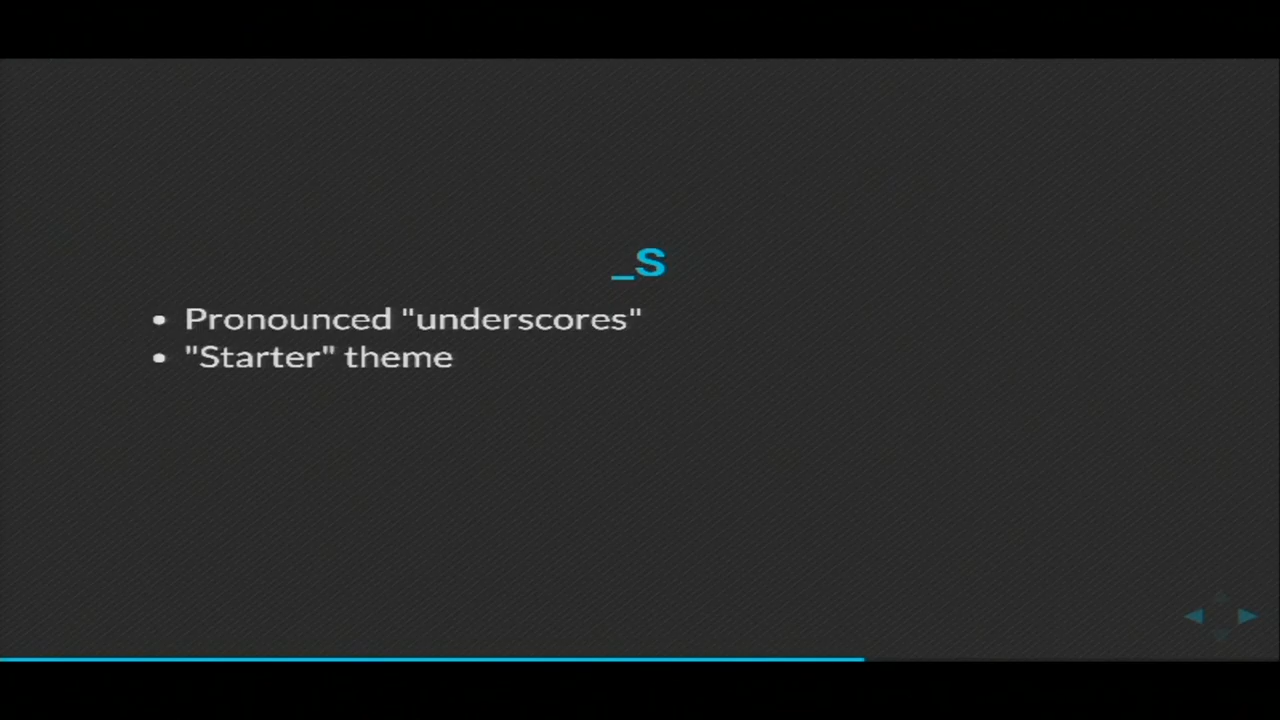 _S
• Pronounced "underscores"
• "Starter" theme